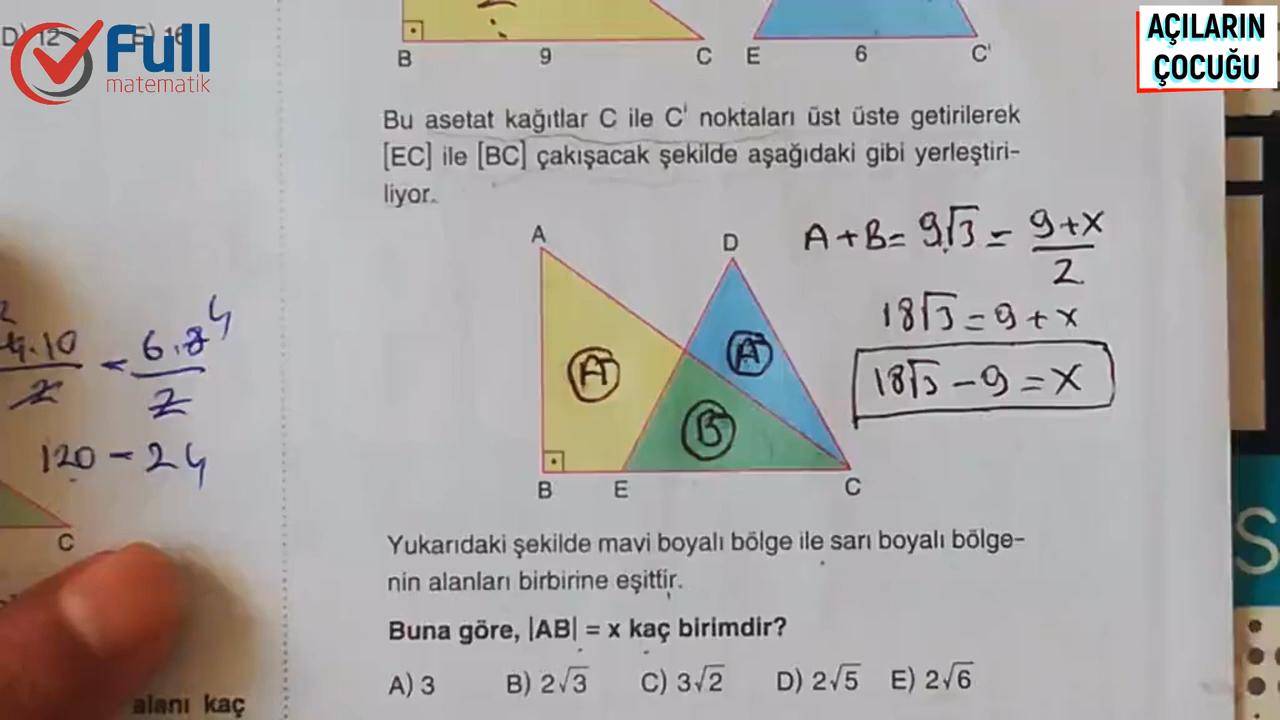 D) 12 E) 16
Full
matematik
AÇILARIN
ÇOCUĞU
B 9 C E 6 C'
Bu asetat kağıtlar C ile C' noktaları üst üste getirilerek
[EC] ile [BC] çakışacak şekilde aşağıdaki gibi yerleştiri-
liyor.
A D
A+B= 9√3 = 9+x / 2
18√3 = 9+x
18√3 - 9 = x
A A B
B E C
10 / 2 = 6.8 / 2 4
120 - 24
C
Yukarıdaki şekilde mavi boyalı bölge ile sarı boyalı bölge-
nin alanları birbirine eşittir.
Buna göre, |AB| = x kaç birimdir?
A) 3 B) 2√3 C) 3√2 D) 2√5 E) 2√6
alanı kaç
S